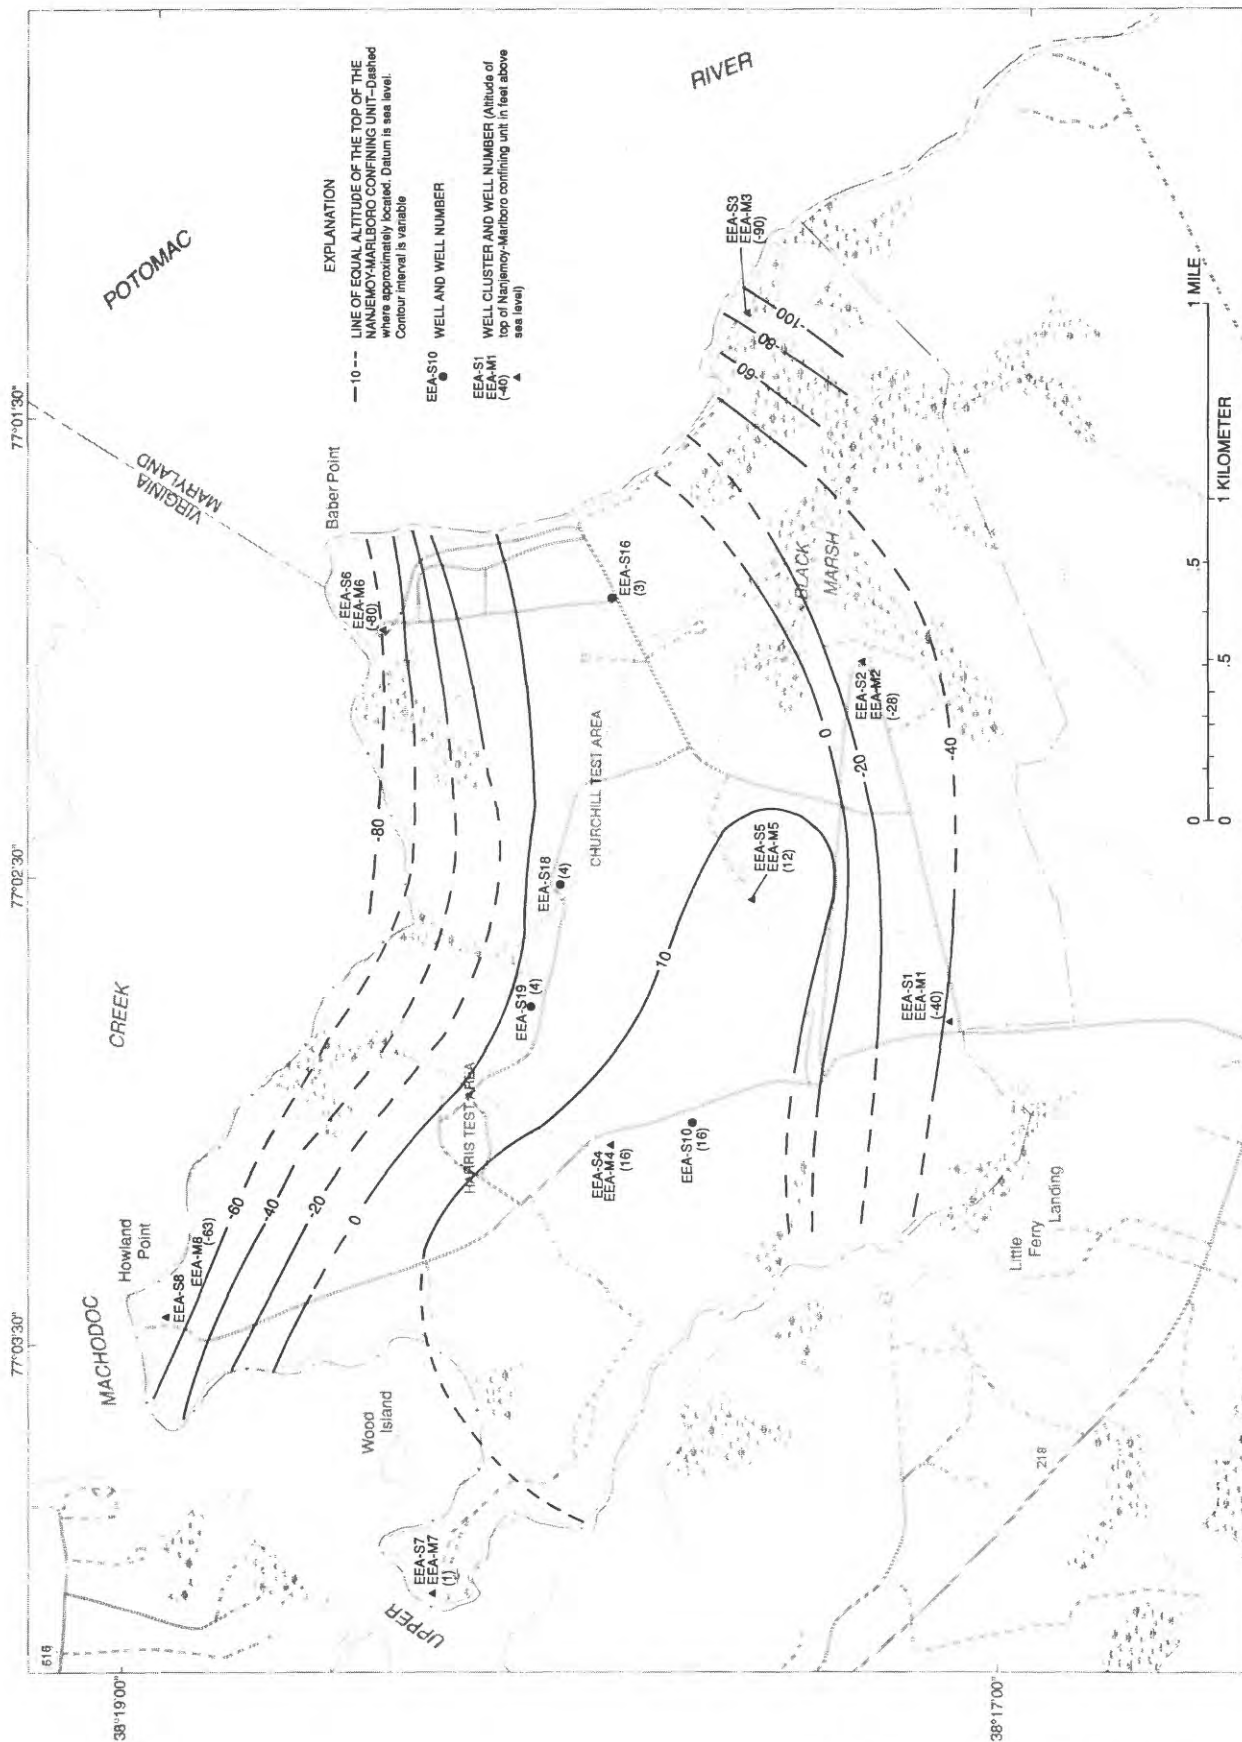 77°03'30"
77°02'30"
77°01'30"
38°19'00"
38°17'00"
616
218
MACHODOC
CREEK
UPPER
POTOMAC
RIVER
VIRGINIA
MARYLAND
Howland
Point
Baber Point
Wood
Island
HARRIS TEST AREA
CHURCHILL TEST AREA
BLACK
MARSH
Little
Ferry
Landing
EXPLANATION
10
LINE OF EQUAL ALTITUDE OF THE TOP OF THE
NANJEMOY-MARLBORO CONFINING UNIT–Dashed
where approximately located. Datum is sea level.
Contour interval is variable
EEA-S10
WELL AND WELL NUMBER
EEA-S1
EEA-M1
(-40)
WELL CLUSTER AND WELL NUMBER (Altitude of
top of Nanjemoy-Marlboro confining unit in feet above
sea level)
EEA-S8
EEA-M8
(-63)
EEA-S6
EEA-M6
(-80)
EEA-S7
EEA-M7
(1)
EEA-S19
(4)
EEA-S18
(4)
EEA-S16
(3)
EEA-S4
EEA-M4
(16)
EEA-S10
(16)
EEA-S5
EEA-M5
(12)
EEA-S2
EEA-M2
(-28)
EEA-S1
EEA-M1
(-40)
EEA-S3
EEA-M3
(-90)
-60
-40
-20
0
-80
10
0
-20
-40
-60
-80
-100
0
.5
1 MILE
0
.5
1 KILOMETER